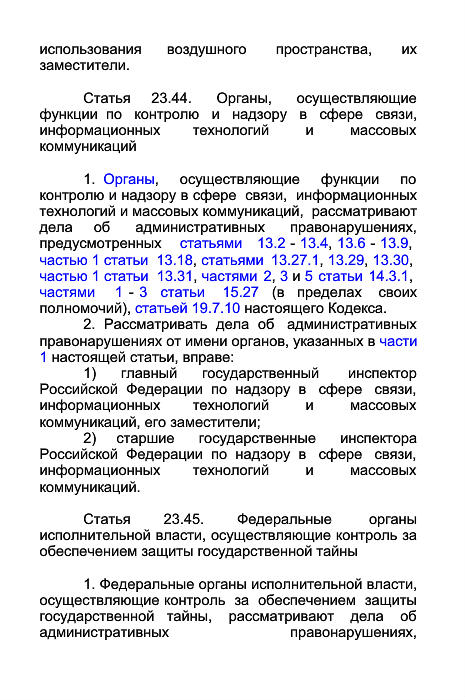 использования воздушного пространства, их
заместители.
Статья 23.44. Органы, осуществляющие
функции по контролю и надзору в сфере связи,
информационных технологий и массовых
коммуникаций
1. Органы, осуществляющие функции по
контролю и надзору в сфере связи, информационных
технологий и массовых коммуникаций, рассматривают
дела об административных правонарушениях,
предусмотренных статьями 13.2 - 13.4, 13.6 - 13.9,
частью 1 статьи 13.18, статьями 13.27.1, 13.29, 13.30,
частью 1 статьи 13.31, частями 2, 3 и 5 статьи 14.3.1,
частями 1 - 3 статьи 15.27 (в пределах своих
полномочий), статьей 19.7.10 настоящего Кодекса.
2. Рассматривать дела об административных
правонарушениях от имени органов, указанных в части
1 настоящей статьи, вправе:
1) главный государственный инспектор
Российской Федерации по надзору в сфере связи,
информационных технологий и массовых
коммуникаций, его заместители;
2) старшие государственные инспектора
Российской Федерации по надзору в сфере связи,
информационных технологий и массовых
коммуникаций.
Статья 23.45. Федеральные органы
исполнительной власти, осуществляющие контроль за
обеспечением защиты государственной тайны
1. Федеральные органы исполнительной власти,
осуществляющие контроль за обеспечением защиты
государственной тайны, рассматривают дела об
административных правонарушениях,